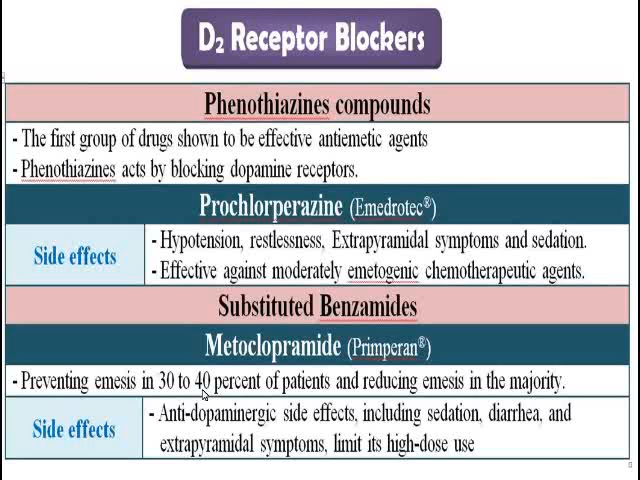 D₂ Receptor Blockers
Phenothiazines compounds
- The first group of drugs shown to be effective antiemetic agents
- Phenothiazines acts by blocking dopamine receptors.
Prochlorperazine (Emedrotec®)
Side effects
- Hypotension, restlessness, Extrapyramidal symptoms and sedation.
- Effective against moderately emetogenic chemotherapeutic agents.
Substituted Benzamides
Metoclopramide (Primperan®)
- Preventing emesis in 30 to 40 percent of patients and reducing emesis in the majority.
Side effects
- Anti-dopaminergic side effects, including sedation, diarrhea, and
extrapyramidal symptoms, limit its high-dose use